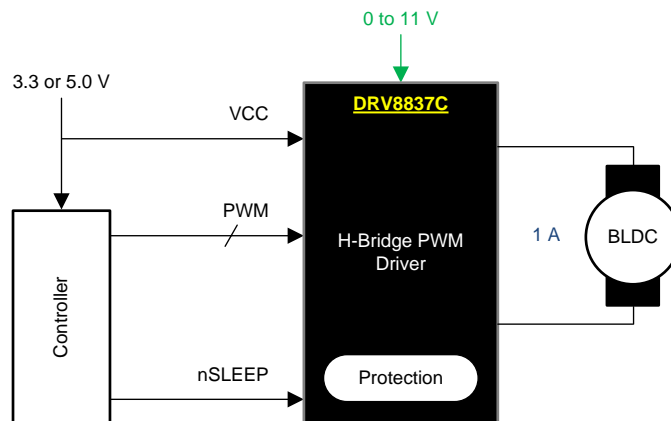 0 to 11 V
3.3 or 5.0 V
DRV8837C
VCC
PWM
H-Bridge PWM
Driver
1 A
BLDC
Controller
nSLEEP
Protection